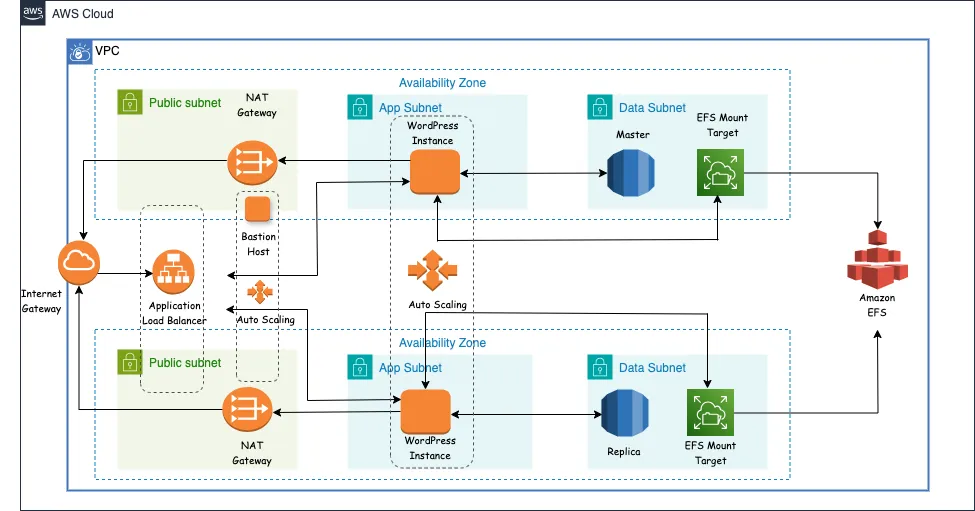 aws
AWS Cloud
VPC
Availability Zone
Public subnet
NAT
Gateway
App Subnet
WordPress
Instance
Data Subnet
Master
EFS Mount
Target
Bastion
Host
Internet
Gateway
Application
Load Balancer
Auto Scaling
Auto Scaling
Amazon
EFS
Availability Zone
Public subnet
NAT
Gateway
App Subnet
WordPress
Instance
Data Subnet
Replica
EFS Mount
Target